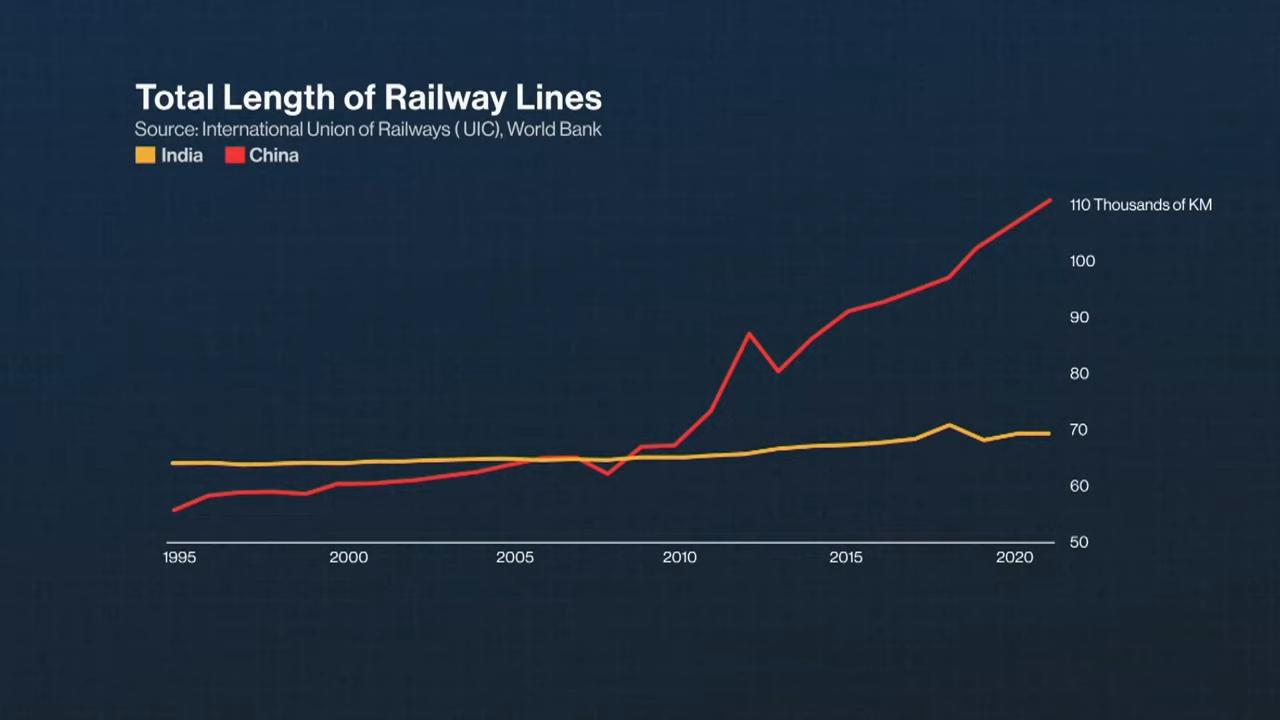 Total Length of Railway Lines
Source: International Union of Railways ( UIC), World Bank
India China
110 Thousands of KM
100
90
80
70
60
50
1995 2000 2005 2010 2015 2020